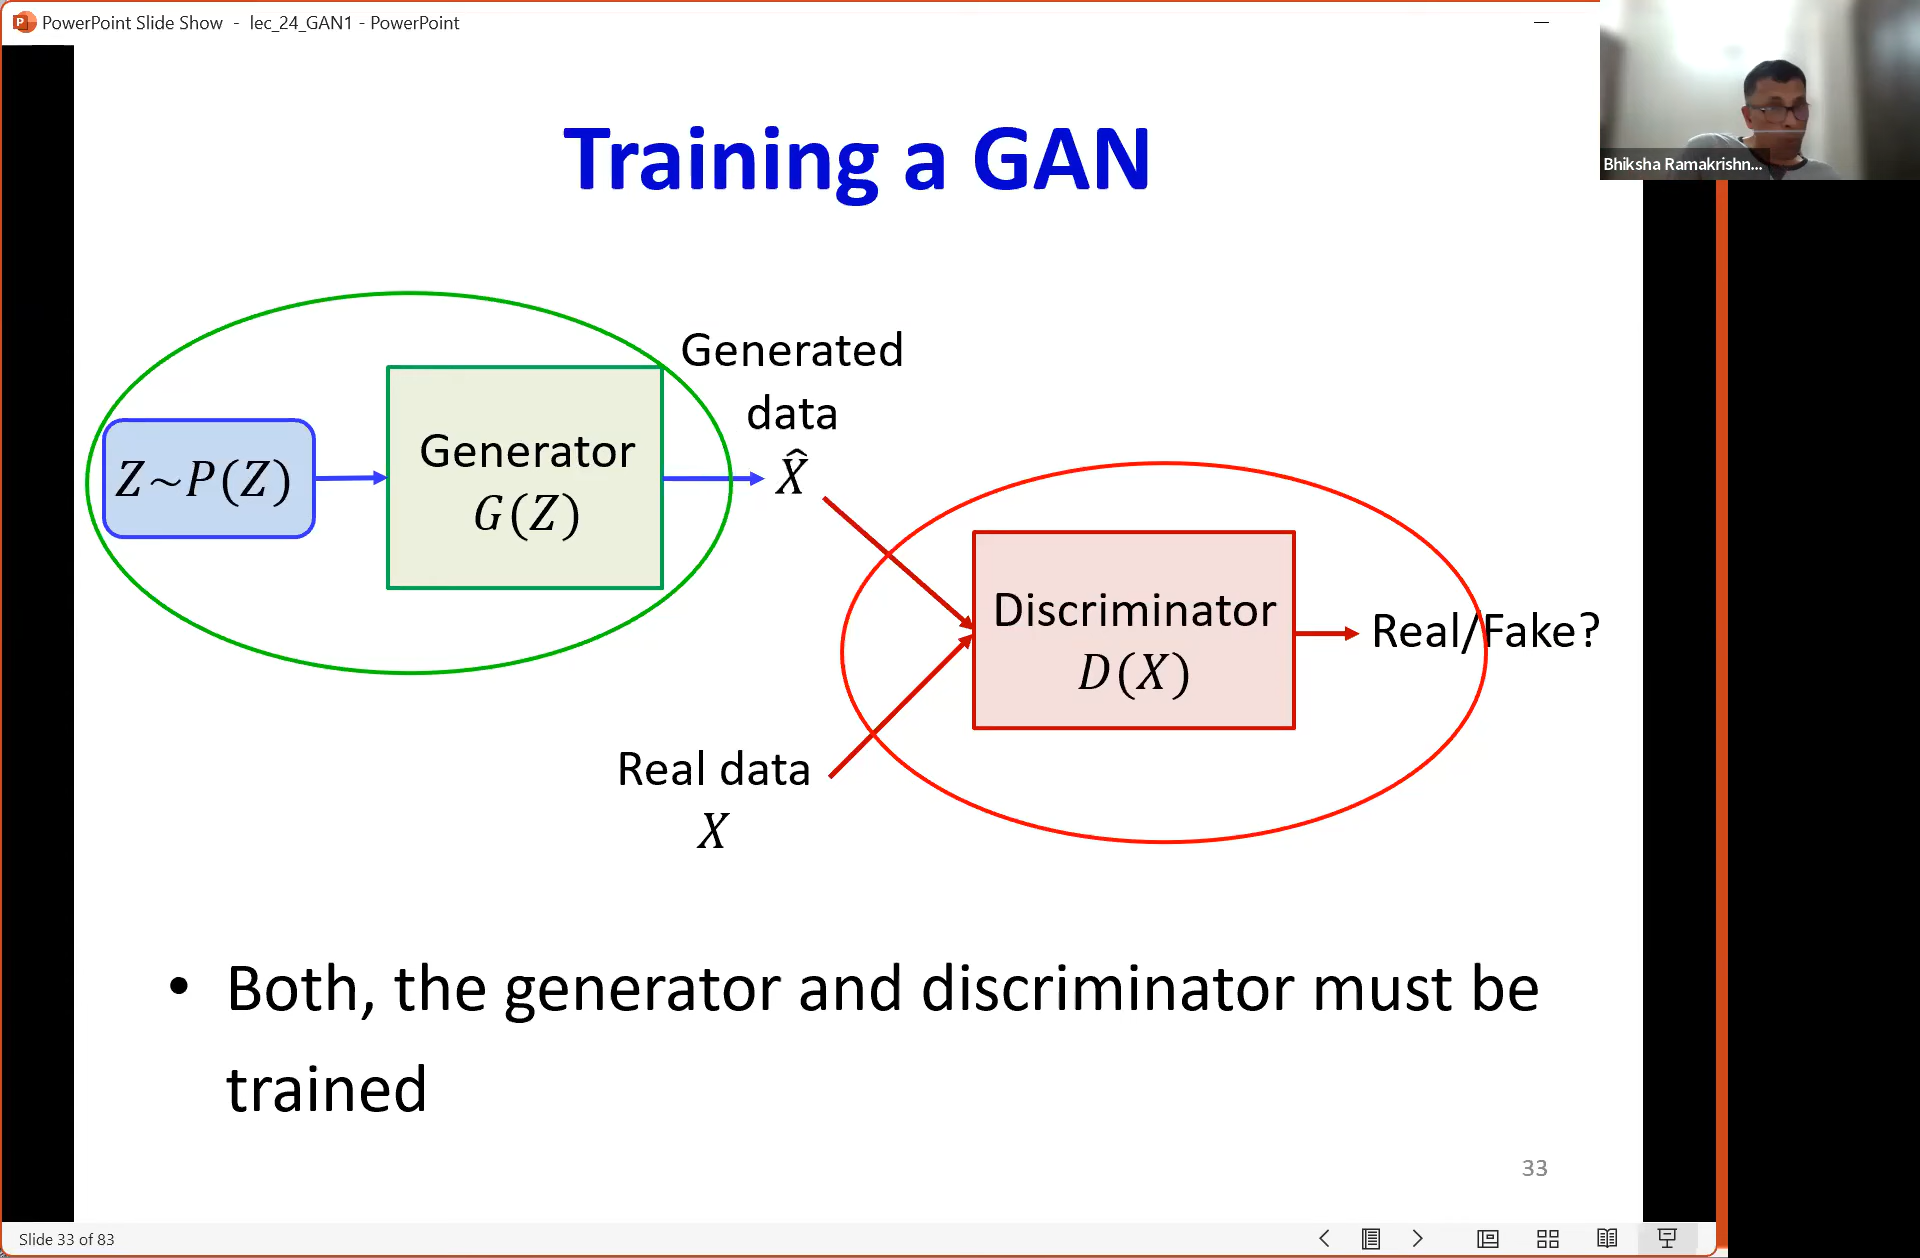 PowerPoint Slide Show - lec_24_GAN1 - PowerPoint
Bhiksha Ramakrishn...
Training a GAN
Generated
data
X̂
Z~P(Z)
Generator
G(Z)
Discriminator
D(X)
Real/Fake?
Real data
X
• Both, the generator and discriminator must be
trained
33
Slide 33 of 83